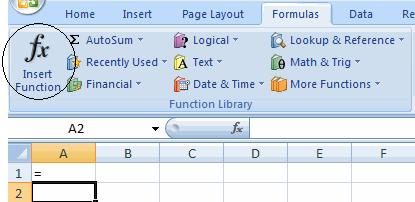 Home Insert Page Layout Formulas Data
fx Σ AutoSum Logical Lookup & Reference
Insert Function Recently Used A Text θ Math & Trig
Financial Date & Time More Functions
Function Library
A2 fx
A B C D E F
1 =
2